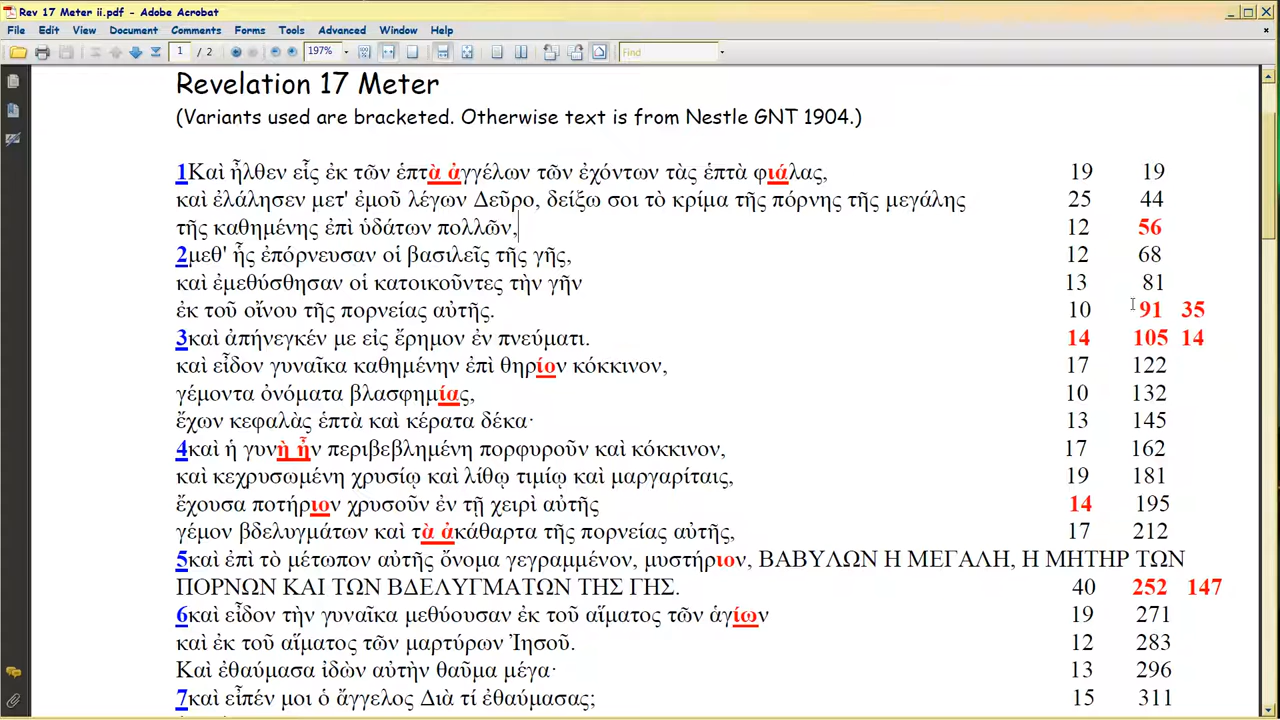 Rev 17 Meter ii.pdf - Adobe Acrobat
File Edit View Document Comments Forms Tools Advanced Window Help
1 / 2 197% Find
Revelation 17 Meter
(Variants used are bracketed. Otherwise text is from Nestle GNT 1904.)
1Καὶ ἦλθεν εἷς ἐκ τῶν ἑπτὰ ἀγγέλων τῶν ἐχόντων τὰς ἑπτὰ φιάλας, 19 19
καὶ ἐλάλησεν μετ' ἐμοῦ λέγων Δεῦρο, δείξω σοι τὸ κρίμα τῆς πόρνης τῆς μεγάλης 25 44
τῆς καθημένης ἐπὶ ὑδάτων πολλῶν, 12 56
2μεθ' ἧς ἐπόρνευσαν οἱ βασιλεῖς τῆς γῆς, 12 68
καὶ ἐμεθύσθησαν οἱ κατοικοῦντες τὴν γῆν 13 81
ἐκ τοῦ οἴνου τῆς πορνείας αὐτῆς. 10 91 35
3καὶ ἀπήνεγκέν με εἰς ἔρημον ἐν πνεύματι. 14 105 14
καὶ εἶδον γυναῖκα καθημένην ἐπὶ θηρίον κόκκινον, 17 122
γέμοντα ὀνόματα βλασφημίας, 10 132
ἔχων κεφαλὰς ἑπτὰ καὶ κέρατα δέκα· 13 145
4καὶ ἡ γυνὴ ἦν περιβεβλημένη πορφυροῦν καὶ κόκκινον, 17 162
καὶ κεχρυσωμένη χρυσίῳ καὶ λίθῳ τιμίῳ καὶ μαργαρίταις, 19 181
ἔχουσα ποτήριον χρυσοῦν ἐν τῇ χειρὶ αὐτῆς 14 195
γέμον βδελυγμάτων καὶ τὰ ἀκάθαρτα τῆς πορνείας αὐτῆς, 17 212
5καὶ ἐπὶ τὸ μέτωπον αὐτῆς ὄνομα γεγραμμένον, μυστήριον, ΒΑΒΥΛΩΝ Η ΜΕΓΑΛΗ, Η ΜΗΤΗΡ ΤΩΝ
ΠΟΡΝΩΝ ΚΑΙ ΤΩΝ ΒΔΕΛΥΓΜΑΤΩΝ ΤΗΣ ΓΗΣ. 40 252 147
6καὶ εἶδον τὴν γυναῖκα μεθύουσαν ἐκ τοῦ αἵματος τῶν ἁγίων 19 271
καὶ ἐκ τοῦ αἵματος τῶν μαρτύρων Ἰησοῦ. 12 283
Καὶ ἐθαύμασα ἰδὼν αὐτὴν θαῦμα μέγα· 13 296
7καὶ εἶπέν μοι ὁ ἄγγελος Διὰ τί ἐθαύμασας; 15 311